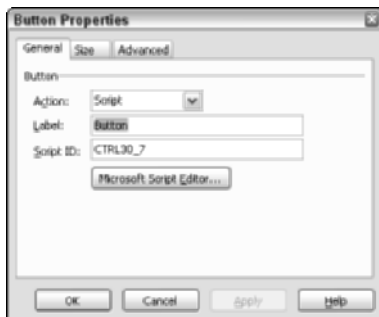 Button Properties
General Size Advanced
Button
Action: Script
Label: Button
Script ID: CTRL30_7
Microsoft Script Editor...
OK Cancel Apply Help